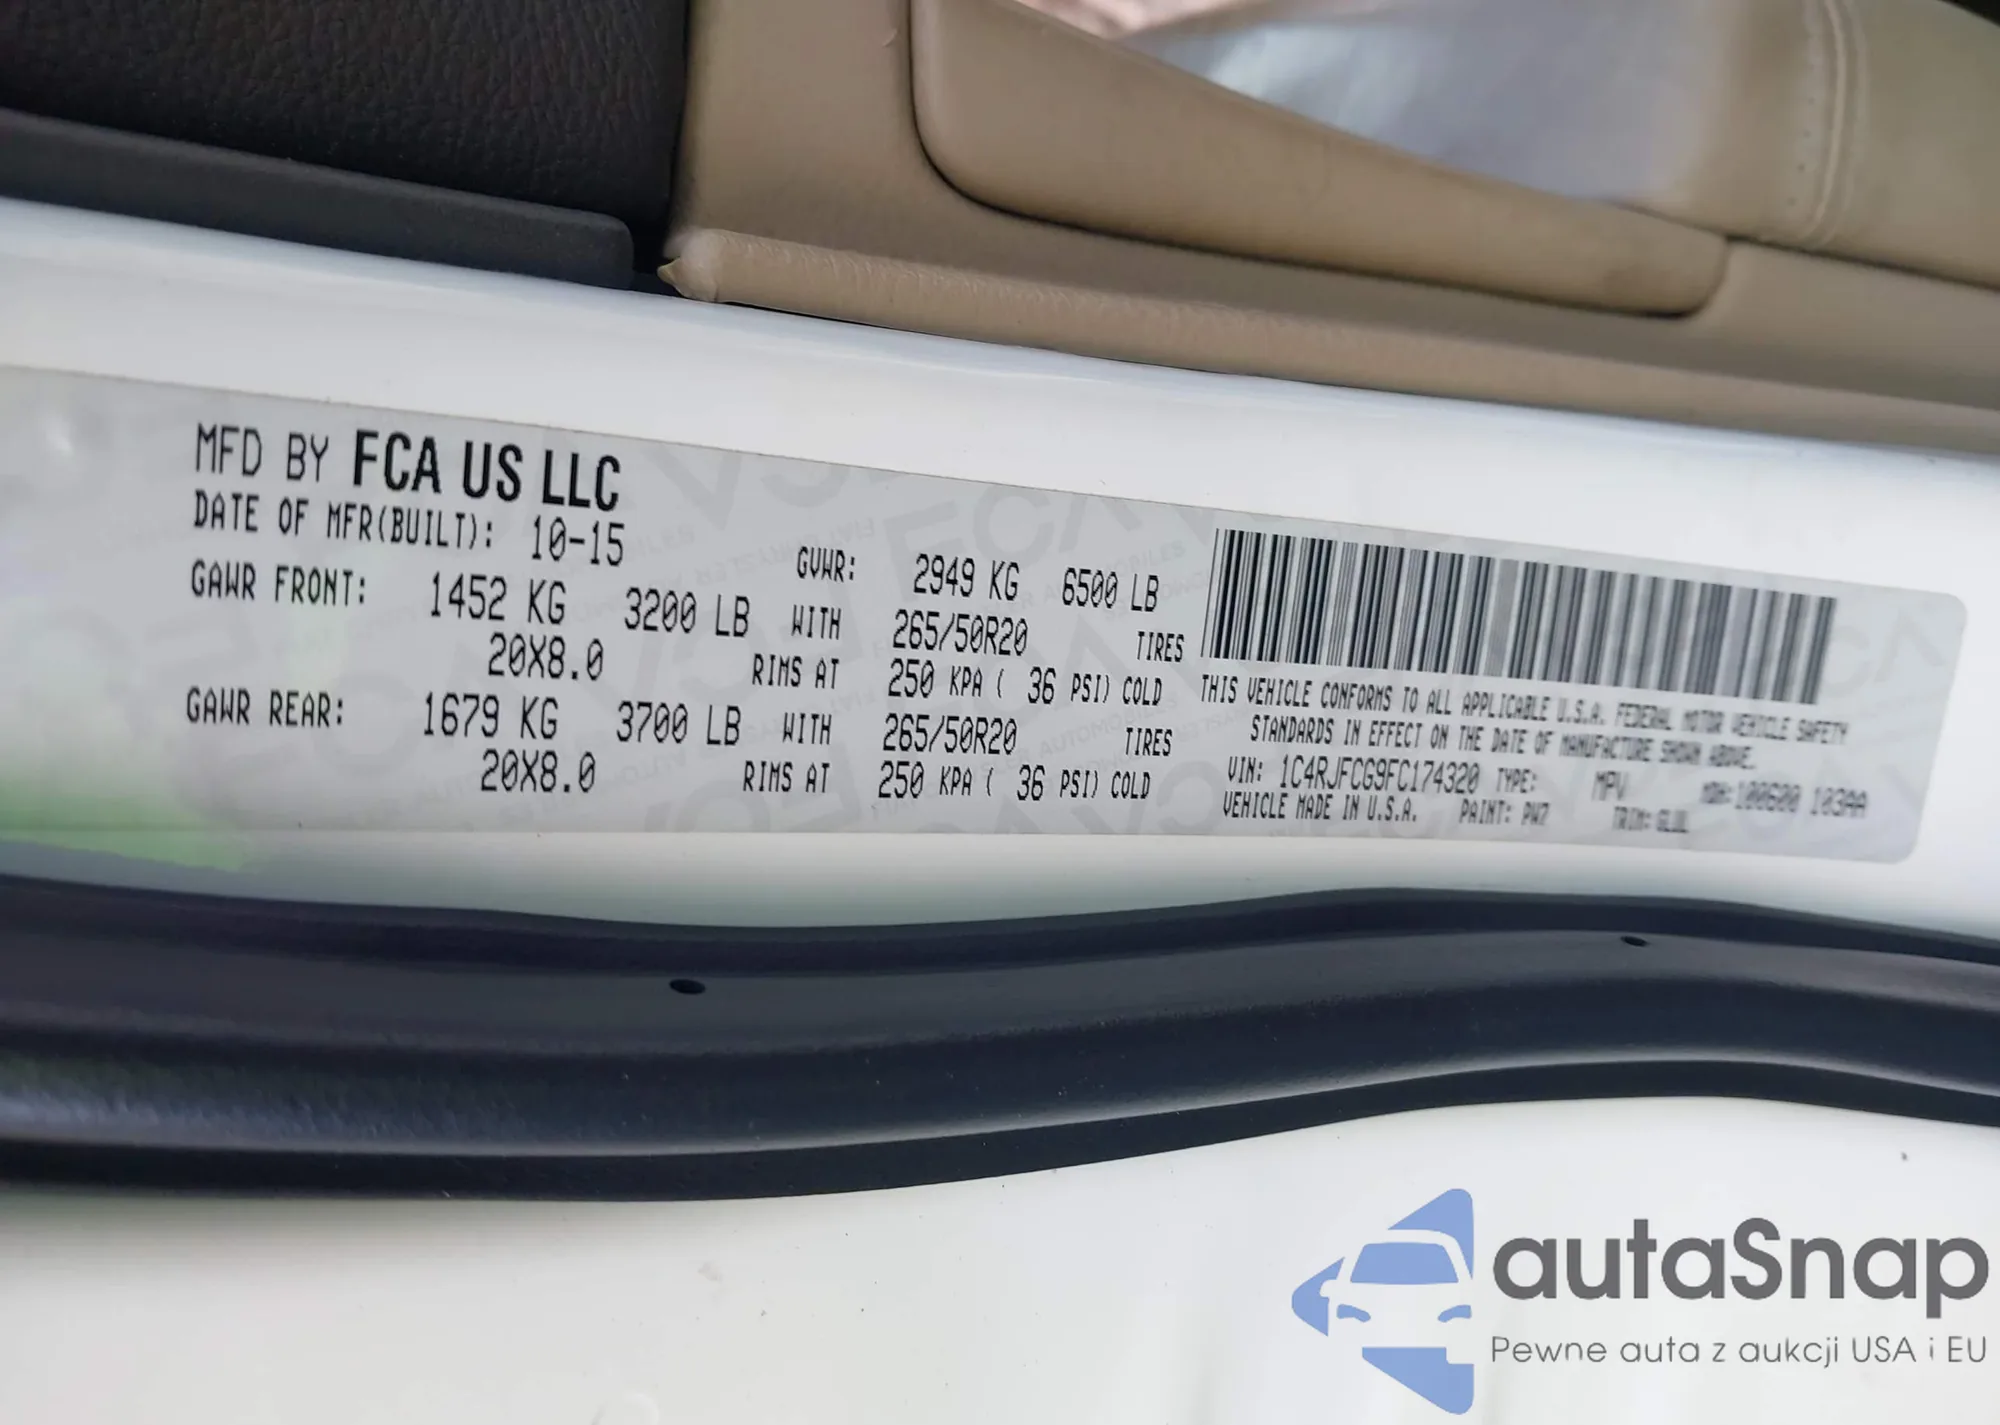 MFD BY FCA US LLC
DATE OF MFR(BUILT): 10-15
GVWR: 2949 KG 6500 LB
GAWR FRONT: 1452 KG 3200 LB WITH 265/50R20 TIRES
20X8.0 RIMS AT 250 KPA ( 36 PSI) COLD
GAWR REAR: 1679 KG 3700 LB WITH 265/50R20 TIRES
20X8.0 RIMS AT 250 KPA ( 36 PSI) COLD
THIS VEHICLE CONFORMS TO ALL APPLICABLE U.S.A. FEDERAL MOTOR VEHICLE SAFETY
STANDARDS IN EFFECT ON THE DATE OF MANUFACTURE SHOWN ABOVE.
VIN: 1C4RJFCG9FC174320 TYPE: MPV MDH: 100600 103AA
VEHICLE MADE IN U.S.A. PAINT: PW7 TRIM:
autaSnap
Pewne auta z aukcji USA i EU